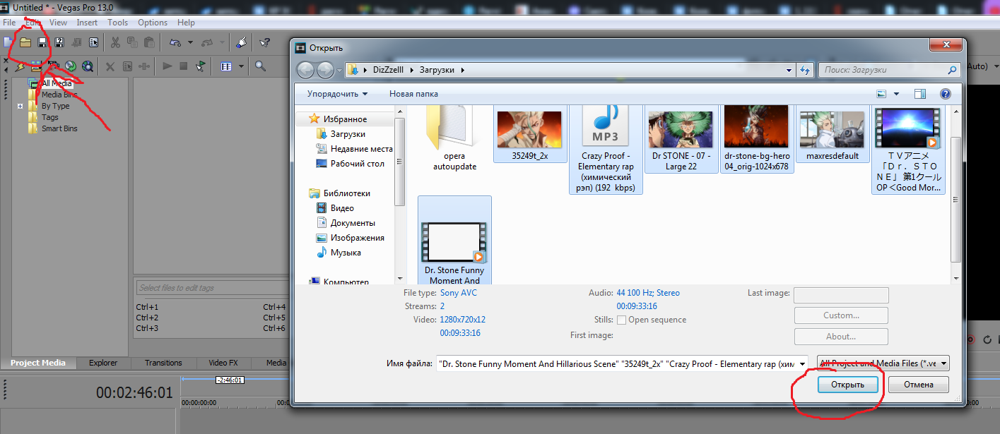 Untitled * - Vegas Pro 13.0
File Edit View Insert Tools Options Help
All Media
Media Bins
By Type
Tags
Smart Bins
Select files to edit tags
Ctrl+1 Ctrl+4
Ctrl+2 Ctrl+5
Ctrl+3 Ctrl+6
Project Media Explorer Transitions Video FX Media
00:02:46:01
-2:46:01
00:00:00:00
Открыть
DizZzelll Загрузки
Поиск: Загрузки
Упорядочить Новая папка
Избранное
Загрузки
Недавние места
Рабочий стол
Библиотеки
Видео
Документы
Изображения
Музыка
Компьютер
opera
autoupdate
35249t_2x
MP3
Crazy Proof -
Elementary rap
(химический
рэп) (192 kbps)
Dr STONE - 07 -
Large 22
dr-stone-bg-hero
04_orig-1024x678
maxresdefault
ＴＶアニメ
「Ｄｒ．ＳＴＯ
ＮＥ」 第1クール
OP＜Good Mor...
Dr. Stone Funny
Moment And
File type: Sony AVC
Streams: 2
Video: 1280x720x12
00:09:33:16
Audio: 44 100 Hz; Stereo
00:09:33:16
Stills: Open sequence
First image:
Last image:
Custom...
About...
Имя файла: "Dr. Stone Funny Moment And Hillarious Scene" "35249t_2x" "Crazy Proof - Elementary rap (хим
All Project and Media Files (*.ve
Открыть Отмена
Auto)